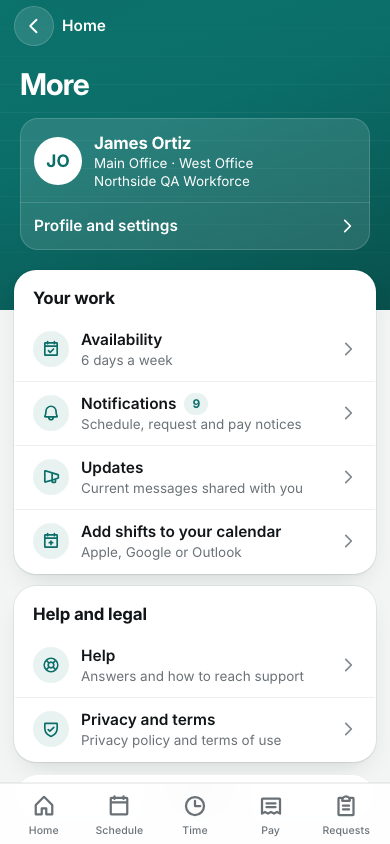 Home
More
JO
James Ortiz
Main Office · West Office
Northside QA Workforce
Profile and settings
Your work
Availability
6 days a week
Notifications 9
Schedule, request and pay notices
Updates
Current messages shared with you
Add shifts to your calendar
Apple, Google or Outlook
Help and legal
Help
Answers and how to reach support
Privacy and terms
Privacy policy and terms of use
Home Schedule Time Pay Requests